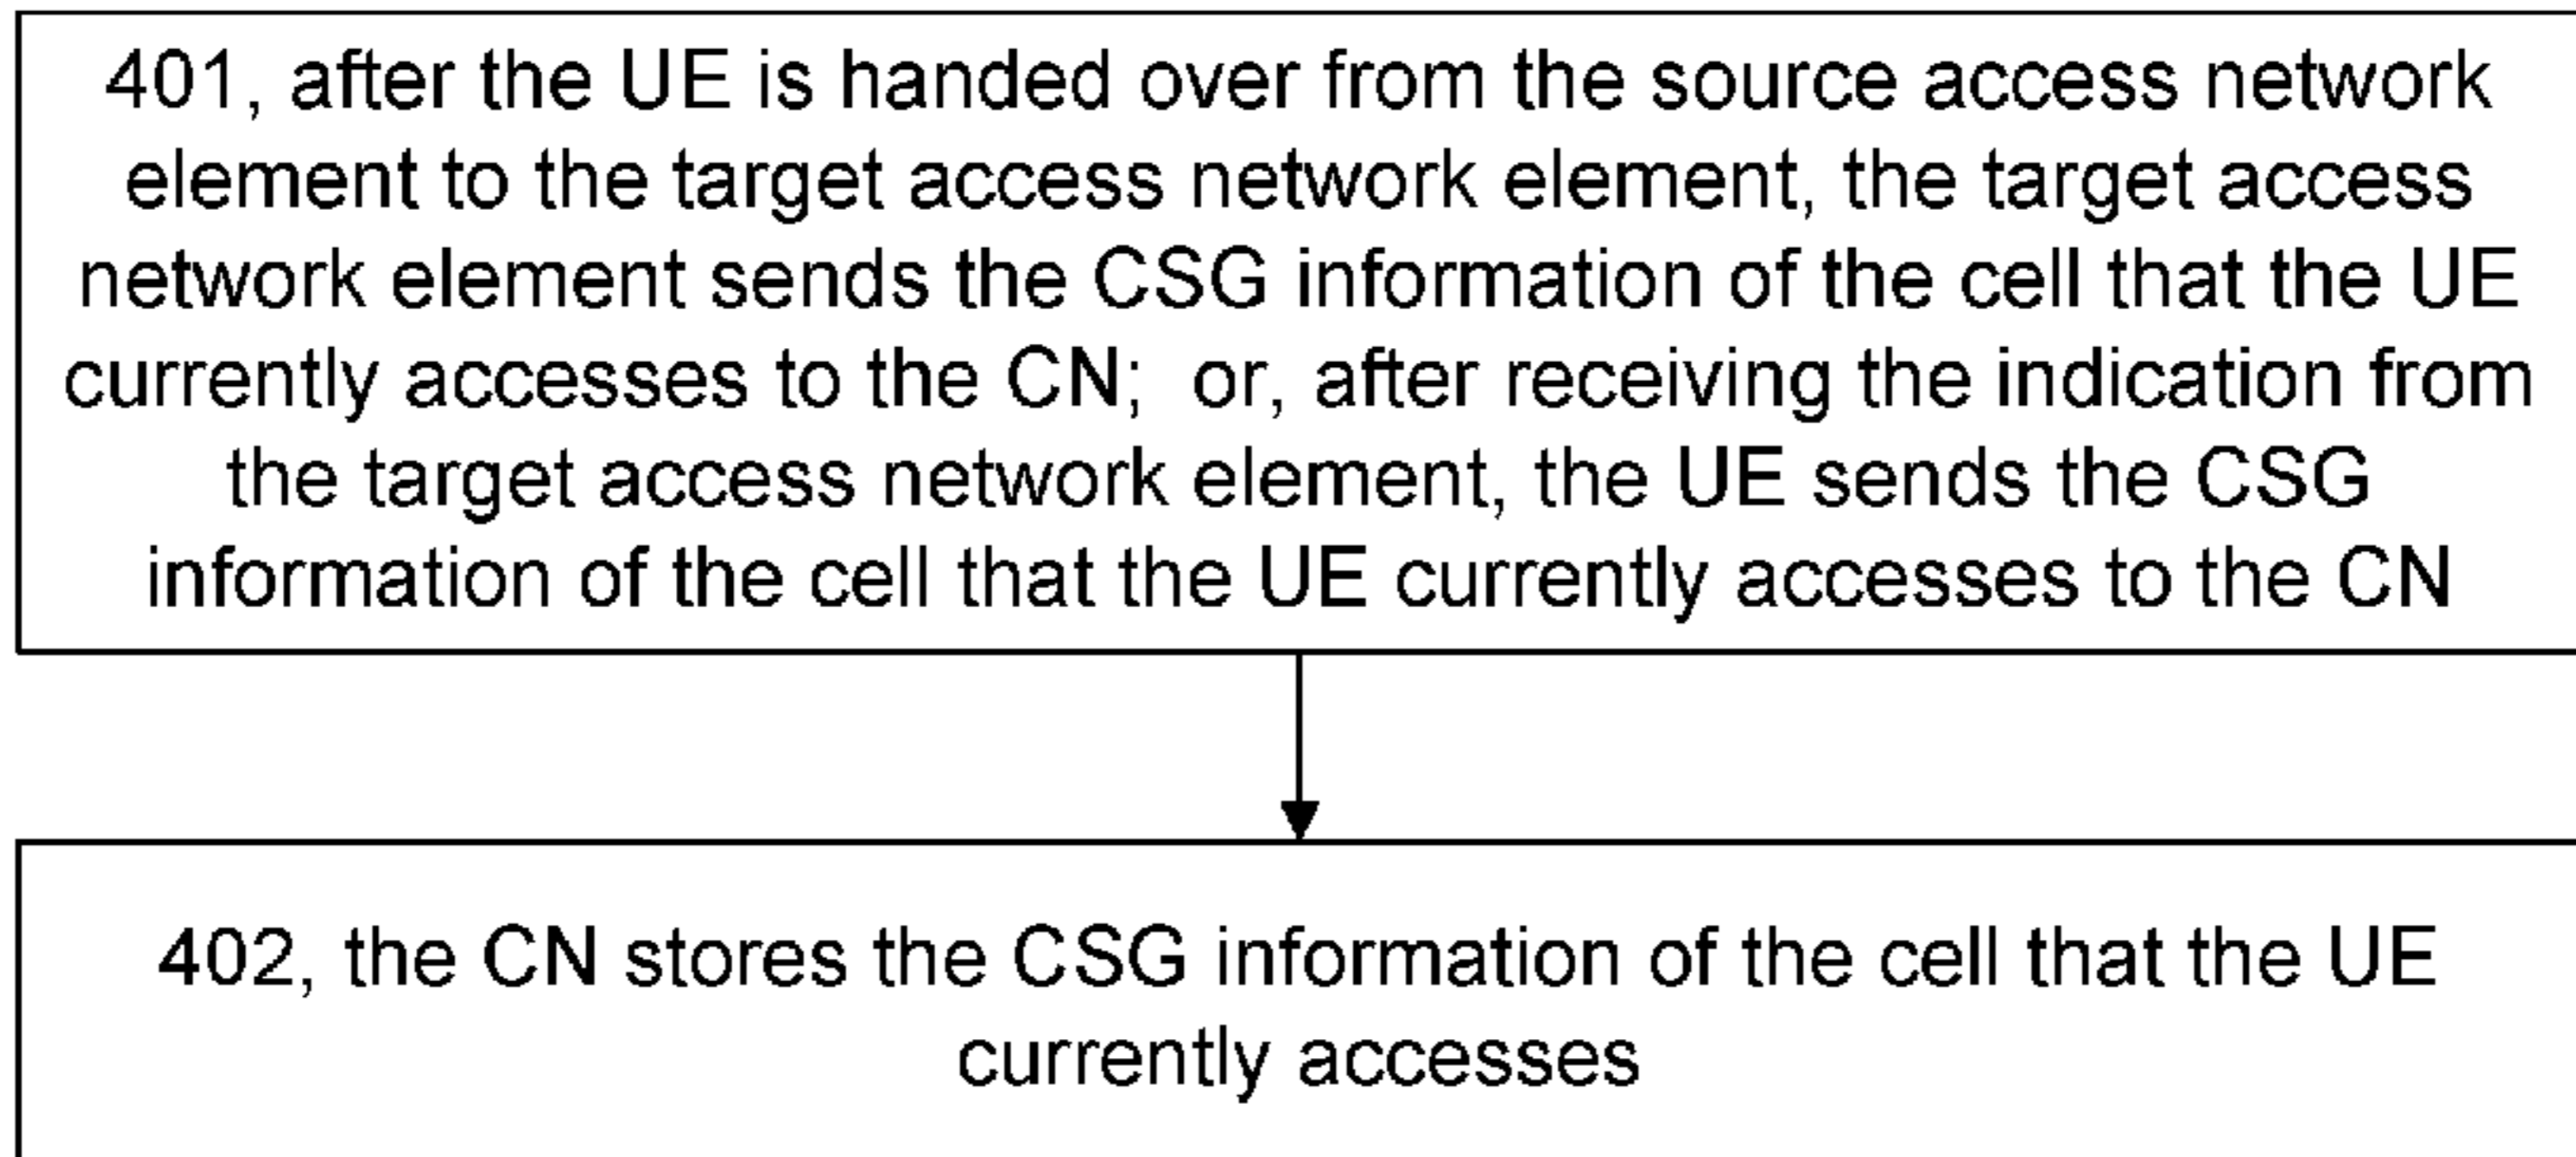 401, after the UE is handed over from the source access network
element to the target access network element, the target access
network element sends the CSG information of the cell that the UE
currently accesses to the CN; or, after receiving the indication from
the target access network element, the UE sends the CSG
information of the cell that the UE currently accesses to the CN
402, the CN stores the CSG information of the cell that the UE
currently accesses